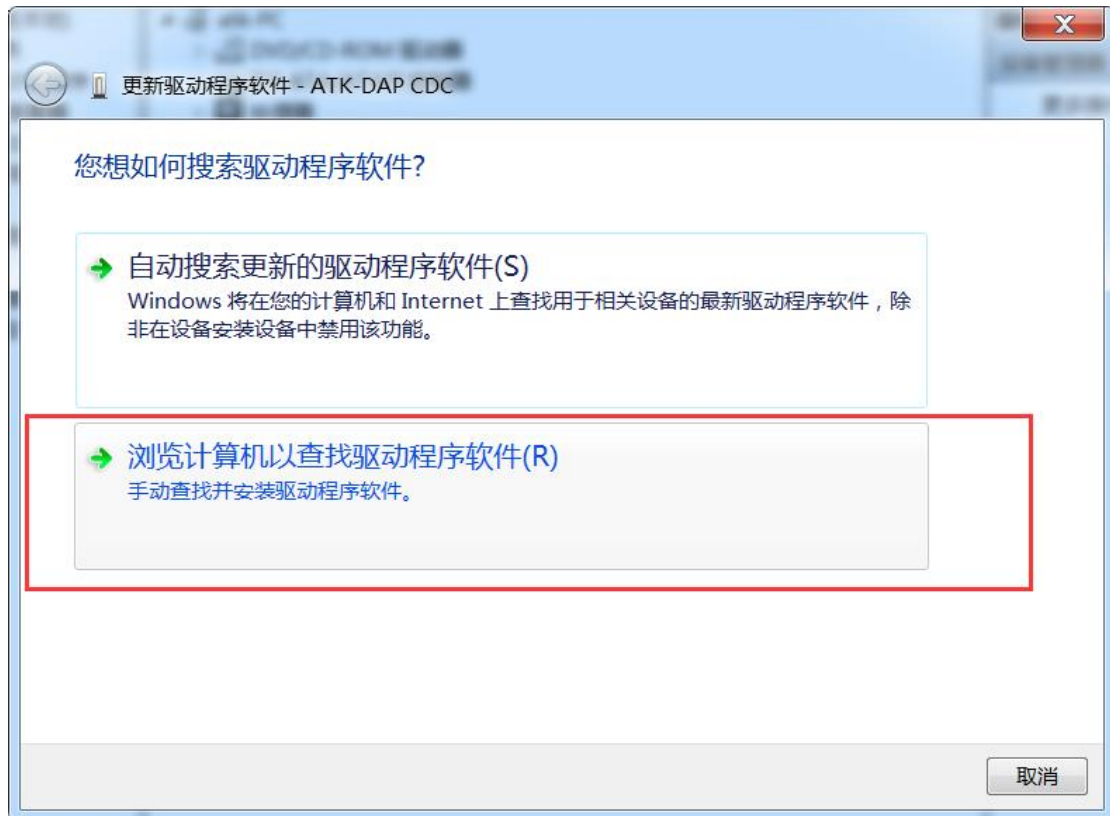 更新驱动程序软件 - ATK-DAP CDC
您想如何搜索驱动程序软件?
自动搜索更新的驱动程序软件(S)
Windows 将在您的计算机和 Internet 上查找用于相关设备的最新驱动程序软件，除
非在设备安装设备中禁用该功能。
浏览计算机以查找驱动程序软件(R)
手动查找并安装驱动程序软件。
取消